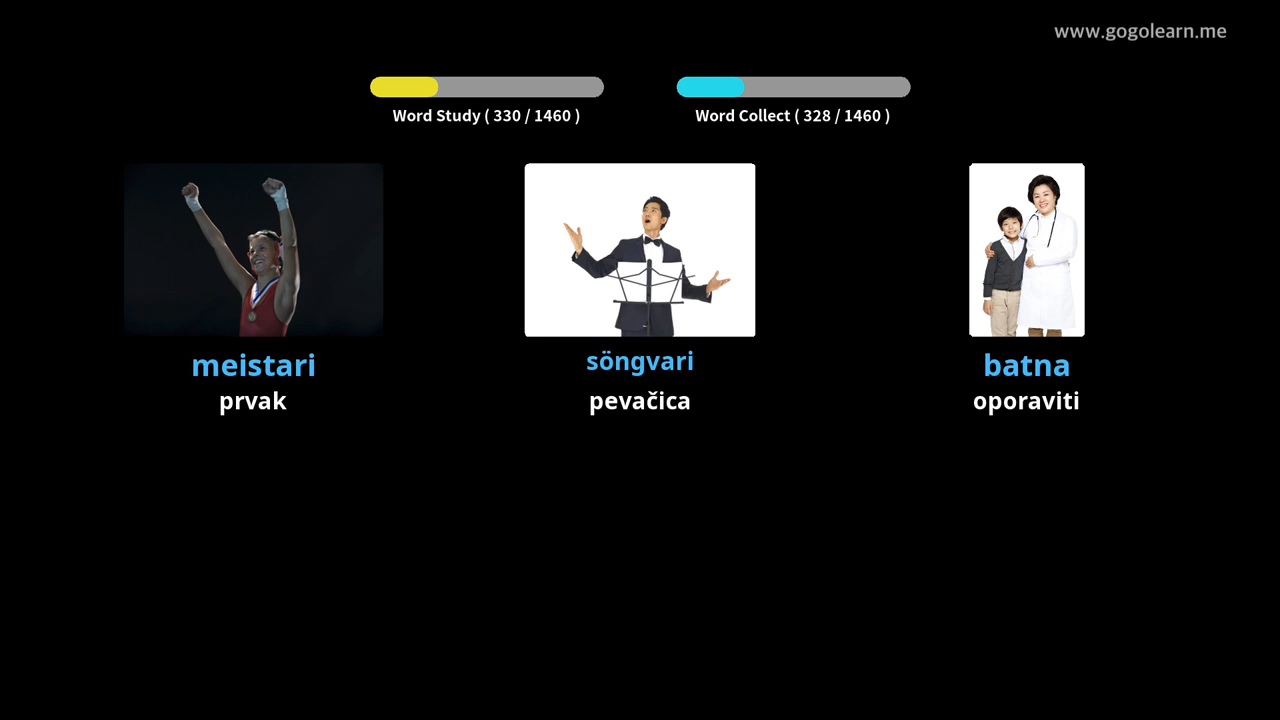 www.gogolearn.me
Word Study ( 330 / 1460 )
Word Collect ( 328 / 1460 )
meistari
prvak
söngvari
pevačica
batna
oporaviti